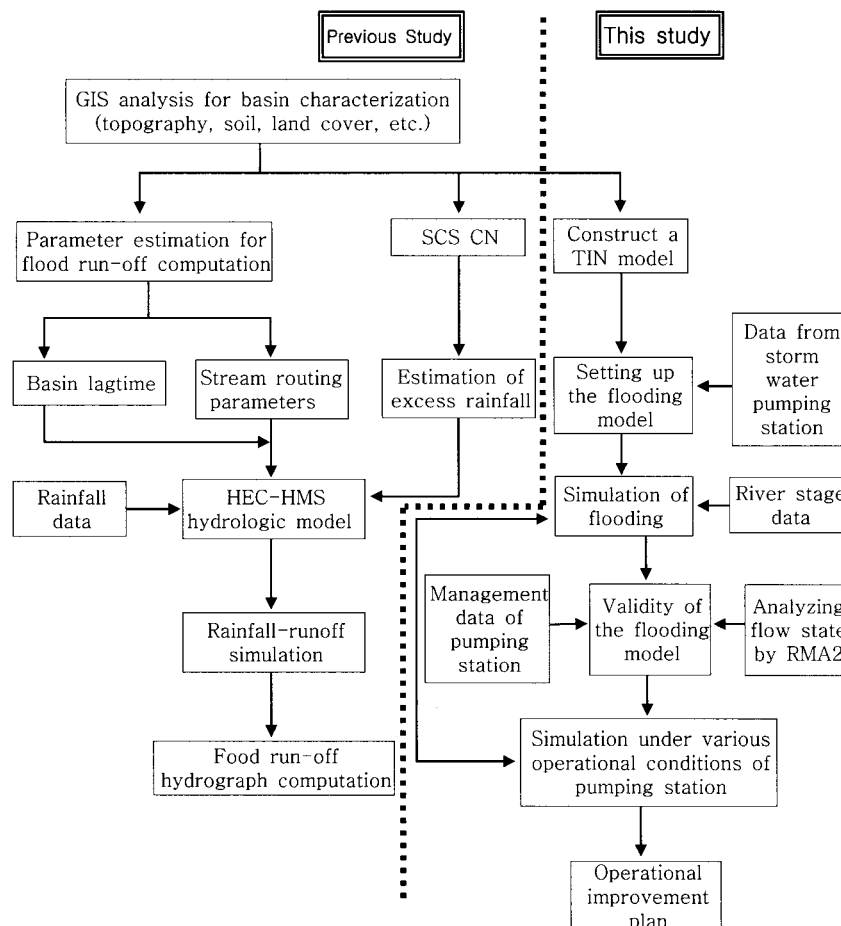 Previous Study
This study
GIS analysis for basin characterization
(topography, soil, land cover, etc.)
Parameter estimation for
flood run-off computation
SCS CN
Construct a
TIN model
Basin lagtime
Stream routing
parameters
Estimation of
excess rainfall
Setting up
the flooding
model
Data from
storm
water
pumping
station
Rainfall
data
HEC-HMS
hydrologic model
Simulation of
flooding
River stage
data
Rainfall-runoff
simulation
Management
data of
pumping
station
Validity of
the flooding
model
Analyzing
flow state
by RMA2
Food run-off
hydrograph computation
Simulation under various
operational conditions of
pumping station
Operational
improvement
plan